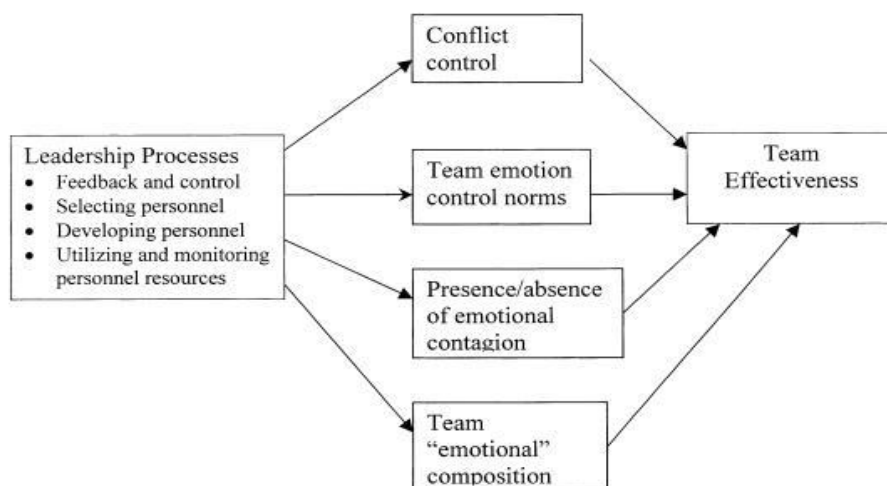 Conflict
control
Leadership Processes
• Feedback and control
• Selecting personnel
• Developing personnel
• Utilizing and monitoring
personnel resources
Team emotion
control norms
Presence/absence
of emotional
contagion
Team
“emotional”
composition
Team
Effectiveness